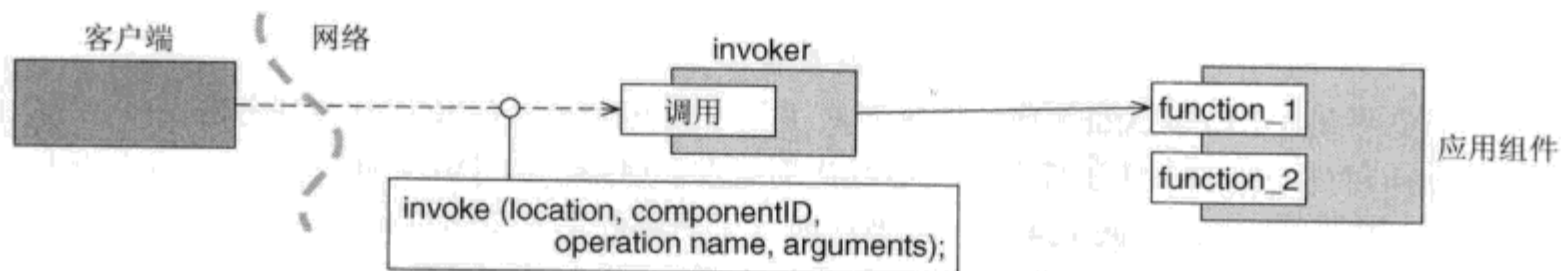 客户端
网络
invoker
调用
function_1
function_2
应用组件
invoke (location, componentID,
operation name, arguments);